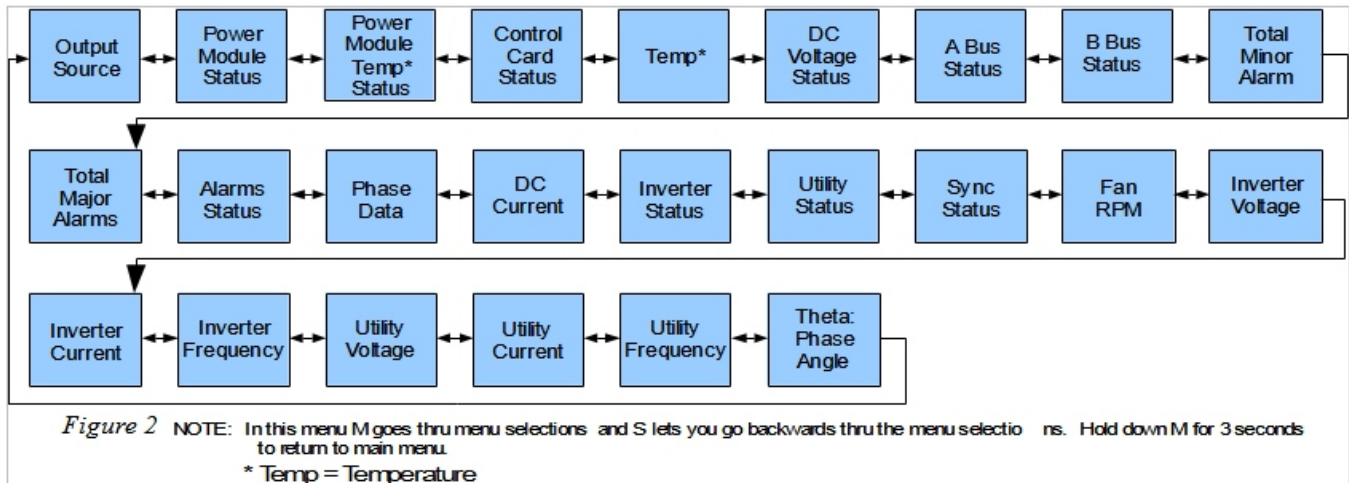 Output
Source
Power
Module
Status
Power
Module
Temp*
Status
Control
Card
Status
Temp*
DC
Voltage
Status
A Bus
Status
B Bus
Status
Total
Minor
Alarm
Total
Major
Alarms
Alarms
Status
Phase
Data
DC
Current
Inverter
Status
Utility
Status
Sync
Status
Fan
RPM
Inverter
Voltage
Inverter
Current
Inverter
Frequency
Utility
Voltage
Utility
Current
Utility
Frequency
Theta:
Phase
Angle
Figure 2 NOTE: In this menu M goes thru menu selections and S lets you go backwards thru the menu selectio ns. Hold down M for 3 seconds
to return to main menu.
* Temp = Temperature